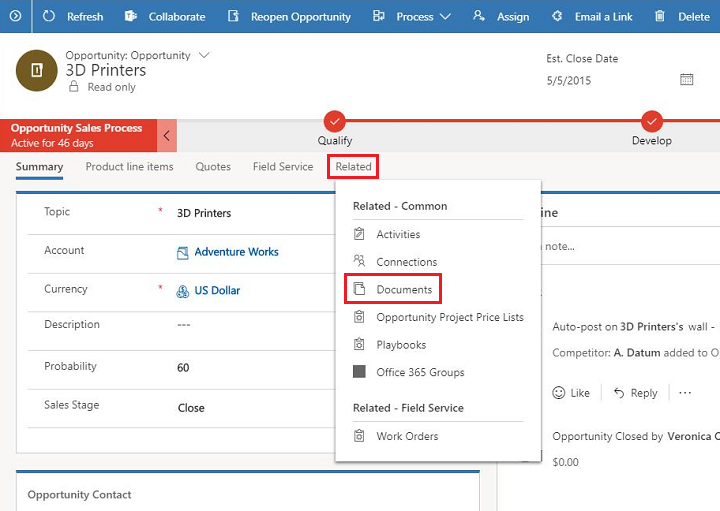 Refresh Collaborate Reopen Opportunity Process Assign Email a Link Delete
Opportunity: Opportunity
3D Printers
Read only
Est. Close Date
5/5/2015
Opportunity Sales Process
Active for 46 days
Qualify
Develop
Summary Product line items Quotes Field Service Related
Topic * 3D Printers
Account Adventure Works
Currency * US Dollar
Description ---
Probability 60
Sales Stage Close
Opportunity Contact
Related - Common
Activities
Connections
Documents
Opportunity Project Price Lists
Playbooks
Office 365 Groups
Related - Field Service
Work Orders
note...
Auto-post on 3D Printers's wall -
Competitor: A. Datum added to O
Like Reply ...
Opportunity Closed by Veronica
$0.00